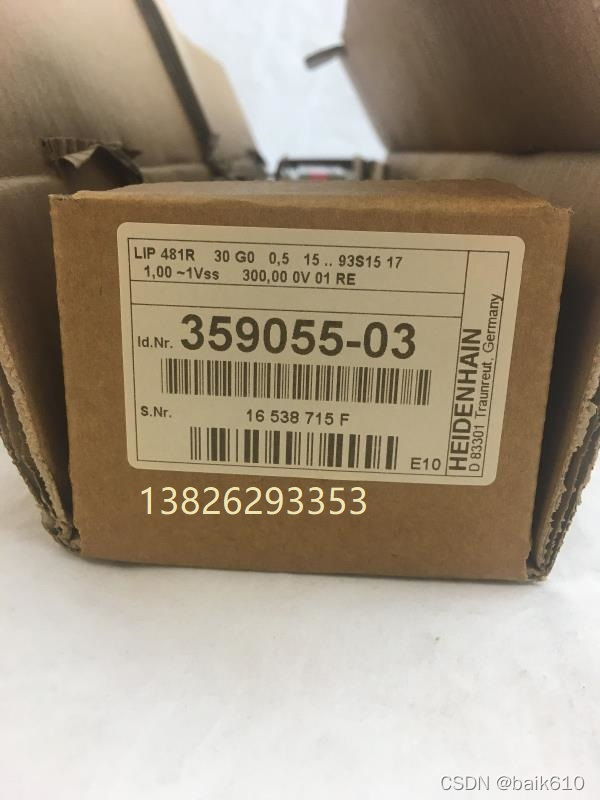 LIP 481R 30 G0 0,5 15 .. 93S15 17
1,00 ~1Vss 300,00 0V 01 RE
Id.Nr. 359055-03
S.Nr. 16 538 715 F
E10
HEIDENHAIN
D 83301 Traunreut, Germany
13826293353
CSDN @baik610